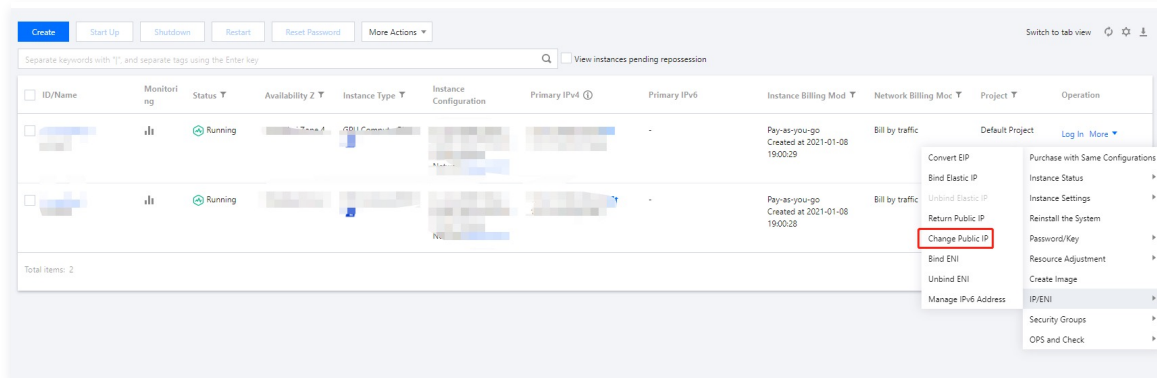 Create Start Up Shutdown Restart Reset Password More Actions Switch to tab view
Separate keywords with "|", and separate tags using the Enter key View instances pending repossession
ID/Name Monitori Status Availability Z Instance Type Instance Primary IPv4 Primary IPv6 Instance Billing Mod Network Billing Moc Project Operation
ng Configuration
Running - Pay-as-you-go Bill by traffic Default Project Log In More
Created at 2021-01-08
19:00:29
Convert EIP Purchase with Same Configurations
Bind Elastic IP Instance Status
Running - Pay-as-you-go Bill by traffic Unbind Elastic IP Instance Settings
Created at 2021-01-08
Return Public IP Reinstall the System
19:00:28
Change Public IP Password/Key
Bind ENI Resource Adjustment
Total items: 2
Unbind ENI Create Image
Manage IPv6 Address IP/ENI
Security Groups
OPS and Check